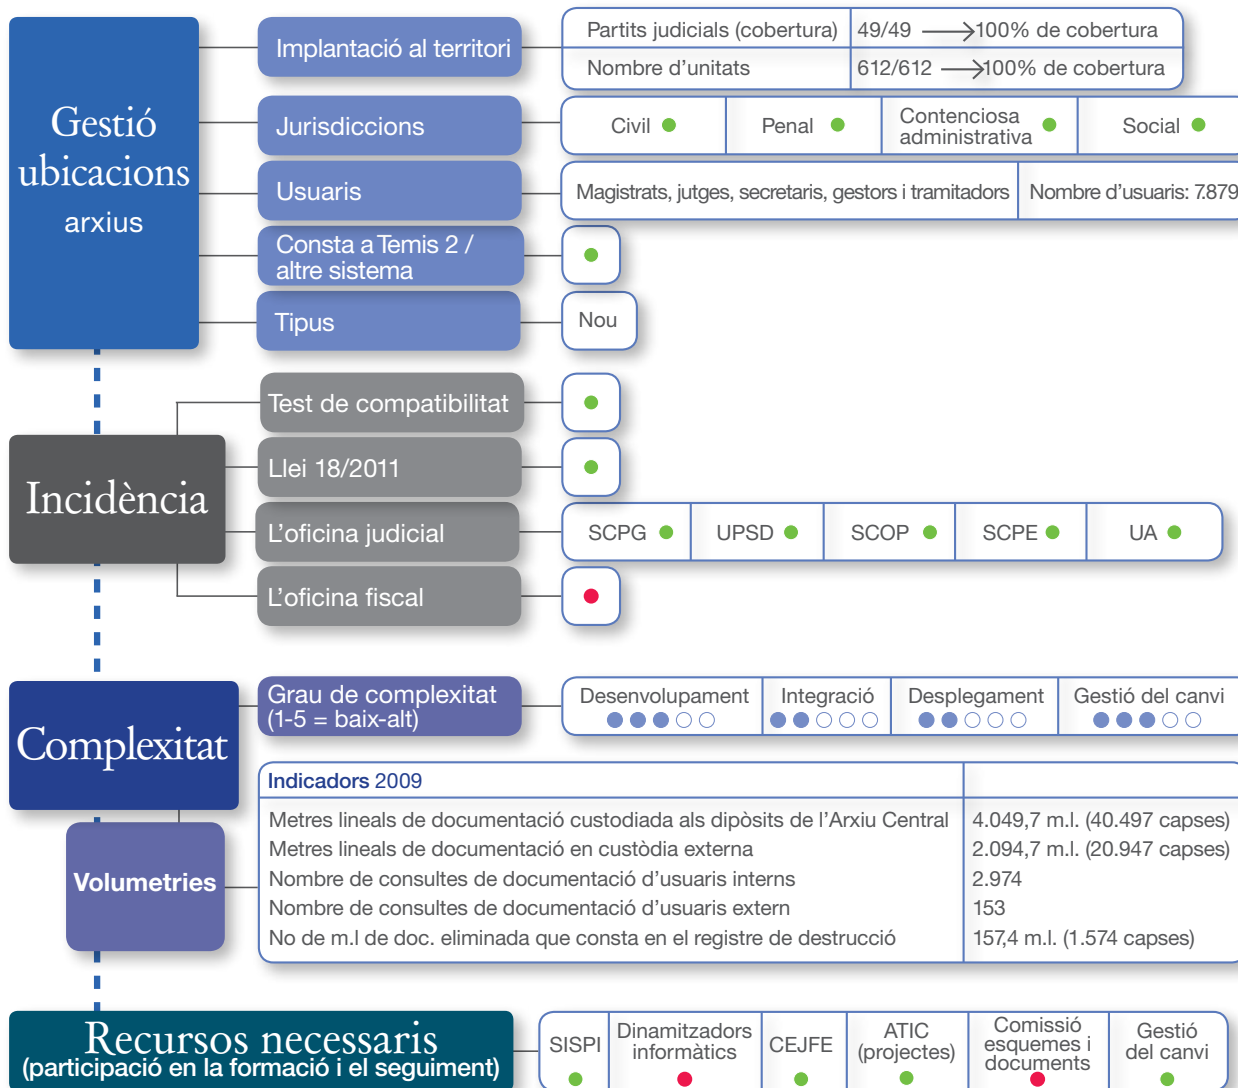 Gestió
ubicacions
arxius
Implantació al territori
Partits judicials (cobertura) 49/49 → 100% de cobertura
Nombre d’unitats 612/612 → 100% de cobertura
Jurisdiccions
Civil
Penal
Contenciosa
administrativa
Social
Usuaris
Magistrats, jutges, secretaris, gestors i tramitadors
Nombre d’usuaris: 7.879
Consta a Temis 2 /
altre sistema
Tipus
Nou
Incidència
Test de compatibilitat
Llei 18/2011
L’oficina judicial
SCPG
UPSD
SCOP
SCPE
UA
L’oficina fiscal
Complexitat
Grau de complexitat
(1-5 = baix-alt)
Desenvolupament
Integració
Desplegament
Gestió del canvi
Volumetries
Indicadors 2009
Metres lineals de documentació custodiada als dipòsits de l’Arxiu Central 4.049,7 m.l. (40.497 capses)
Metres lineals de documentació en custòdia externa 2.094,7 m.l. (20.947 capses)
Nombre de consultes de documentació d’usuaris interns 2.974
Nombre de consultes de documentació d’usuaris extern 153
No de m.l de doc. eliminada que consta en el registre de destrucció 157,4 m.l. (1.574 capses)
Recursos necessaris
(participació en la formació i el seguiment)
SISPI
Dinamitzadors
informàtics
CEJFE
ATIC
(projectes)
Comissió
esquemes i
documents
Gestió
del canvi